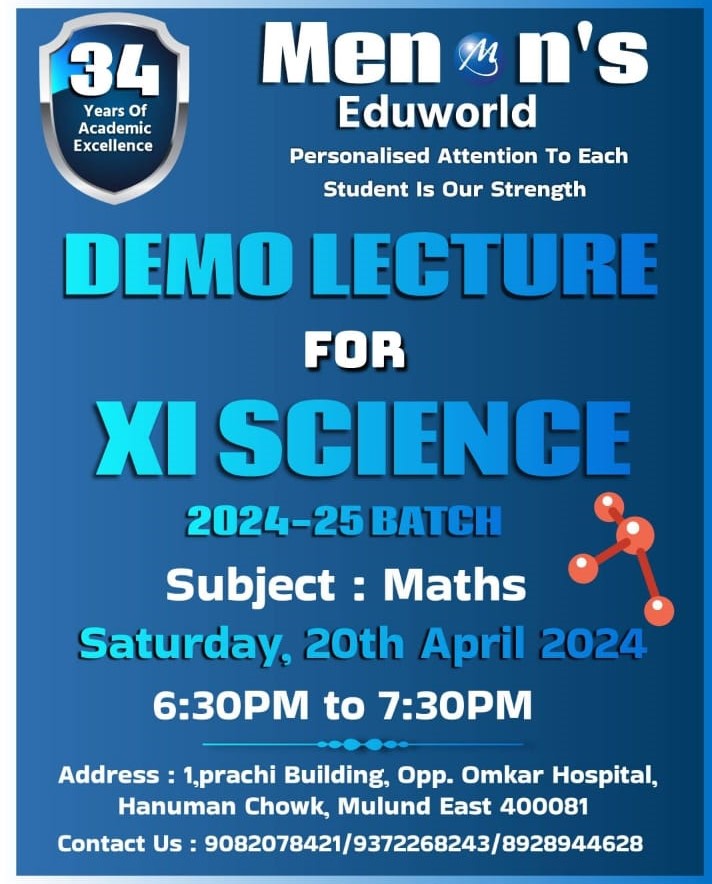 34
Years Of
Academic
Excellence
Menon's
Eduworld
Personalised Attention To Each
Student Is Our Strength
DEMO LECTURE
FOR
XI SCIENCE
2024-25 BATCH
Subject : Maths
Saturday, 20th April 2024
6:30PM to 7:30PM
Address : 1,prachi Building, Opp. Omkar Hospital,
Hanuman Chowk, Mulund East 400081
Contact Us : 9082078421/9372268243/8928944628